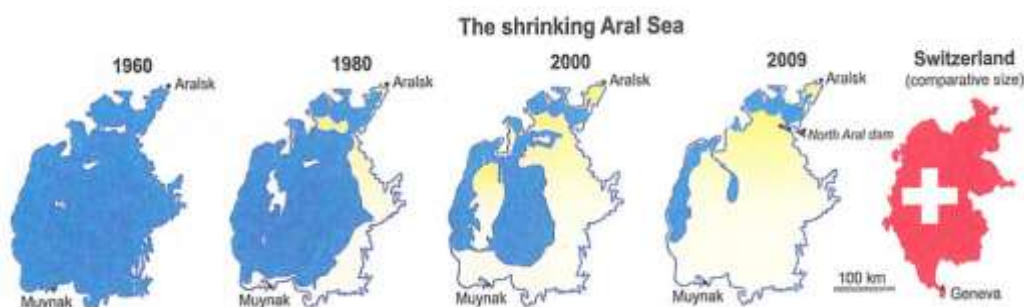 The shrinking Aral Sea
1960
Aralsk
Muynak
1980
Aralsk
Muynak
2000
Aralsk
Muynak
2009
Aralsk
North Aral dam
Muynak
100 km
Switzerland
(comparative size)
Geneva